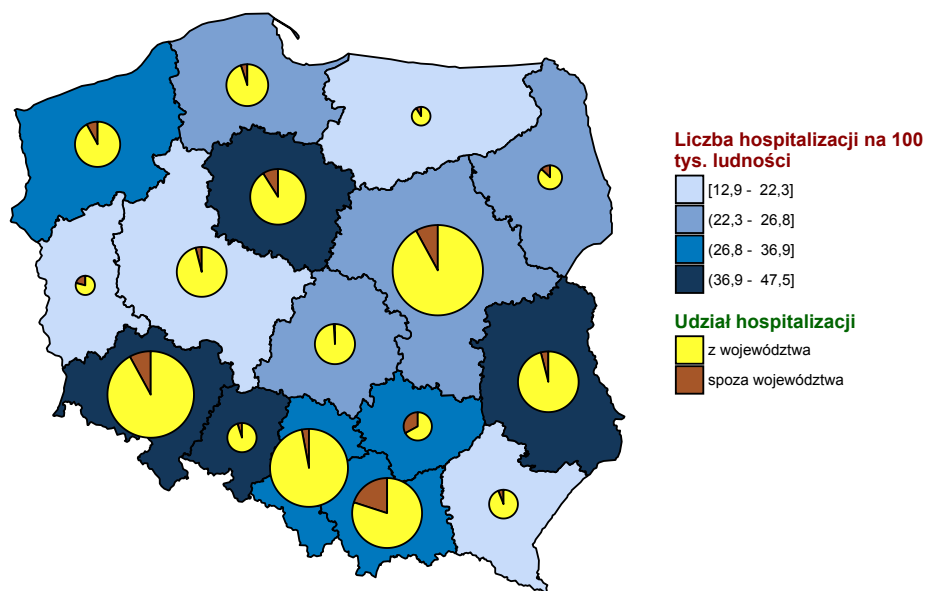 Liczba hospitalizacji na 100
tys. ludności
[12,9 - 22,3]
(22,3 - 26,8]
(26,8 - 36,9]
(36,9 - 47,5]
Udział hospitalizacji
z województwa
spoza województwa